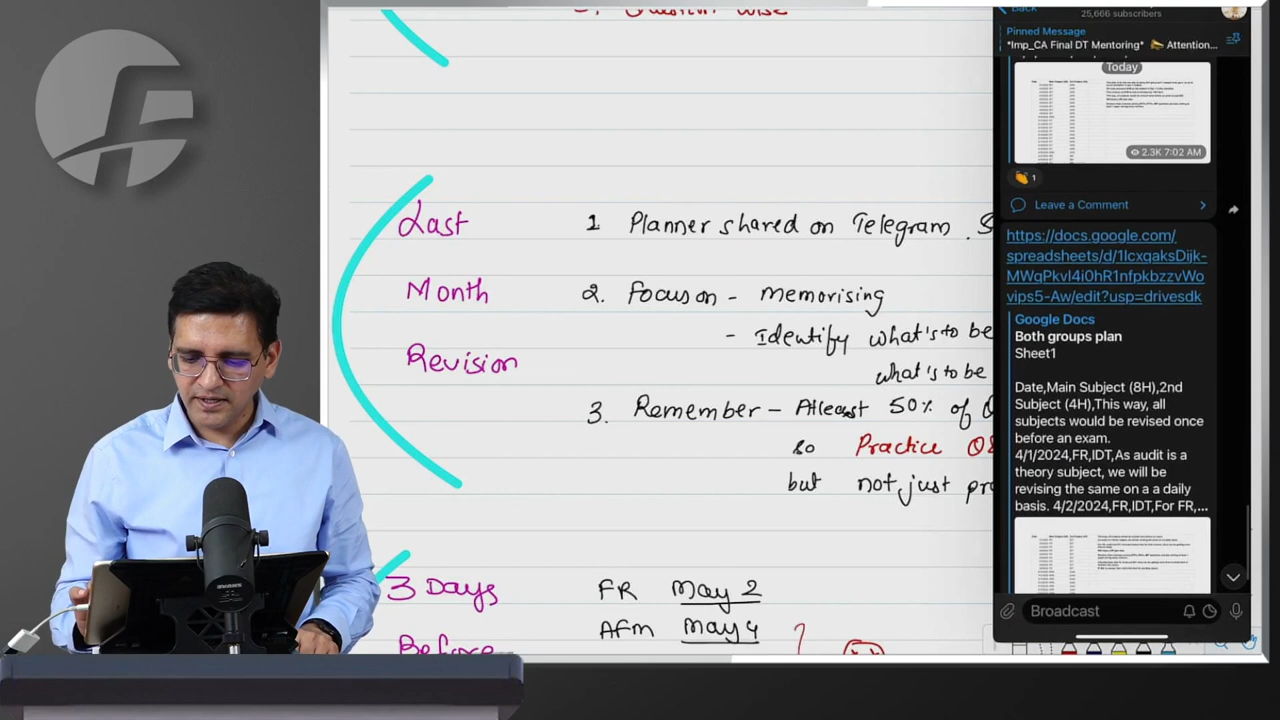 Question wise
Last
Month
Revision
1 Planner shared on Telegram . S
2. Focus on - memorising
- Identify what's to be
what's to be
3. Remember - Atleast 50% of Q
so Practice
but not just pra
3 Days
Before
FR May 2
AFM May 4
Back
25,666 subscribers
Pinned Message
*Imp_CA Final DT Mentoring* Attention...
Today
2.3K 7:02 AM
1
Leave a Comment
https://docs.google.com/
spreadsheets/d/1IcxqaksDijk-
MWqPkvl4i0hR1nfpkbzzvWo
vips5-Aw/edit?usp=drivesdk
Google Docs
Both groups plan
Sheet1
Date,Main Subject (8H),2nd
Subject (4H),This way, all
subjects would be revised once
before an exam.
4/1/2024,FR,IDT,As audit is a
theory subject, we will be
revising the same on a a daily
basis. 4/2/2024,FR,IDT,For FR,...
Broadcast